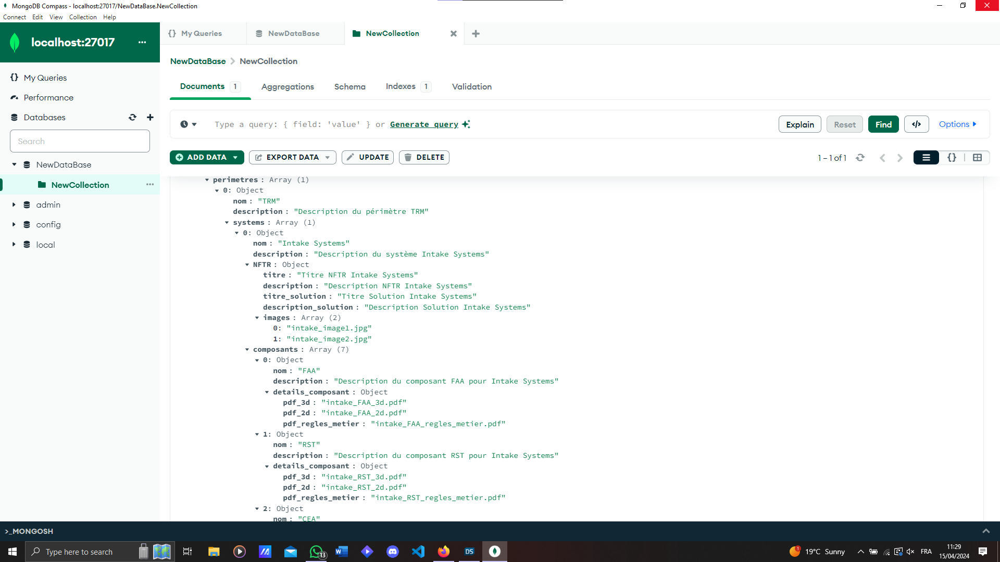 MongoDB Compass - localhost:27017/NewDataBase.NewCollection
Connect Edit View Collection Help
localhost:27017 ...
My Queries
Performance
Databases
Search
NewDataBase
NewCollection ...
admin
config
local
{} My Queries
NewDataBase
NewCollection
NewDataBase > NewCollection
Documents 1 Aggregations Schema Indexes 1 Validation
Type a query: { field: 'value' } or Generate query
Explain Reset Find </> Options
ADD DATA EXPORT DATA UPDATE DELETE 1 – 1 of 1 {}
perimetres : Array (1)
0: Object
nom : "TRM"
description : "Description du périmètre TRM"
systems : Array (1)
0: Object
nom : "Intake Systems"
description : "Description du système Intake Systems"
NFTR : Object
titre : "Titre NFTR Intake Systems"
description : "Description NFTR Intake Systems"
titre_solution : "Titre Solution Intake Systems"
description_solution : "Description Solution Intake Systems"
images : Array (2)
0: "intake_image1.jpg"
1: "intake_image2.jpg"
composants : Array (7)
0: Object
nom : "FAA"
description : "Description du composant FAA pour Intake Systems"
details_composant : Object
pdf_3d : "intake_FAA_3d.pdf"
pdf_2d : "intake_FAA_2d.pdf"
pdf_regles_metier : "intake_FAA_regles_metier.pdf"
1: Object
nom : "RST"
description : "Description du composant RST pour Intake Systems"
details_composant : Object
pdf_3d : "intake_RST_3d.pdf"
pdf_2d : "intake_RST_2d.pdf"
pdf_regles_metier : "intake_RST_regles_metier.pdf"
2: Object
nom : "CEA"
>_MONGOSH
Type here to search
13
W
DS
1
19°C Sunny
FRA
11:29
15/04/2024